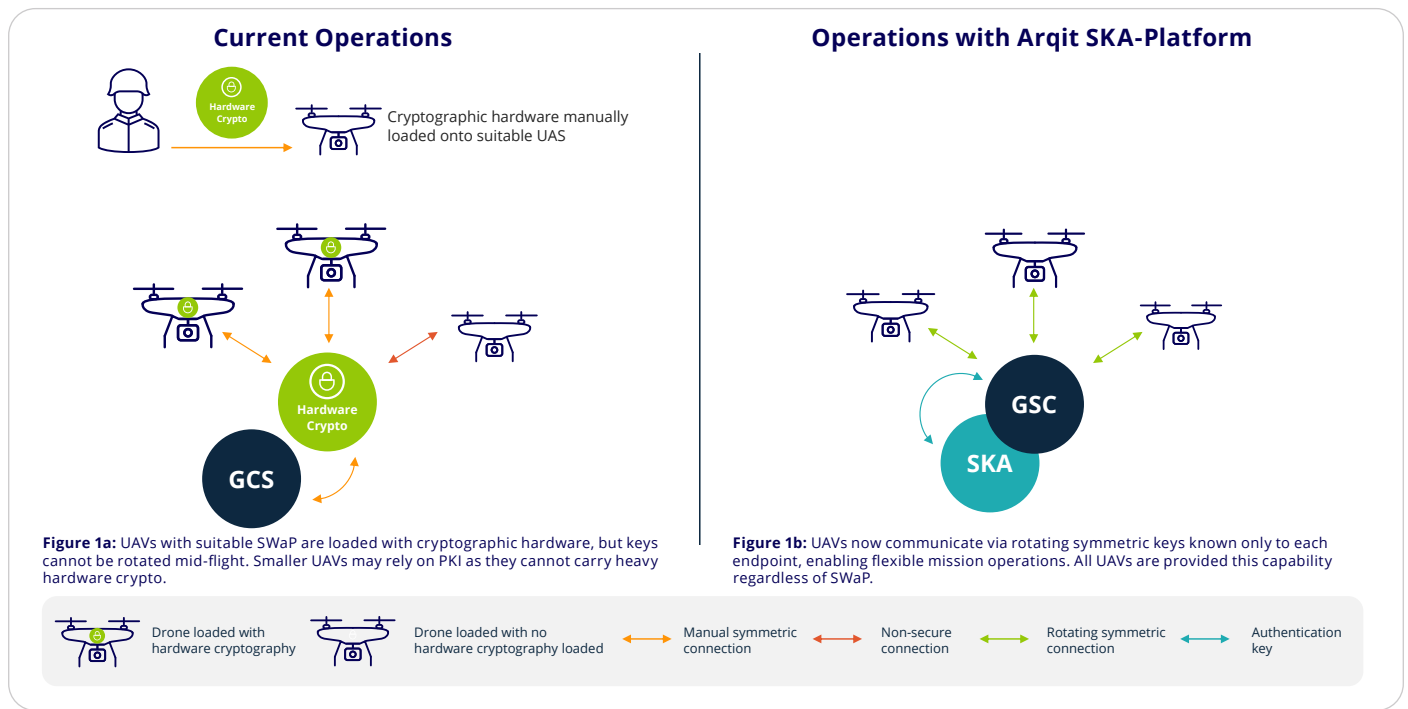 Current Operations
Hardware
Crypto
Cryptographic hardware manually
loaded onto suitable UAS
Hardware
Crypto
GCS
Figure 1a: UAVs with suitable SWaP are loaded with cryptographic hardware, but keys
cannot be rotated mid-flight. Smaller UAVs may rely on PKI as they cannot carry heavy
hardware crypto.
Operations with Arqit SKA-Platform
GSC
SKA
Figure 1b: UAVs now communicate via rotating symmetric keys known only to each
endpoint, enabling flexible mission operations. All UAVs are provided this capability
regardless of SWaP.
Drone loaded with
hardware cryptography
Drone loaded with no
hardware cryptography loaded
Manual symmetric
connection
Non-secure
connection
Rotating symmetric
connection
Authentication
key